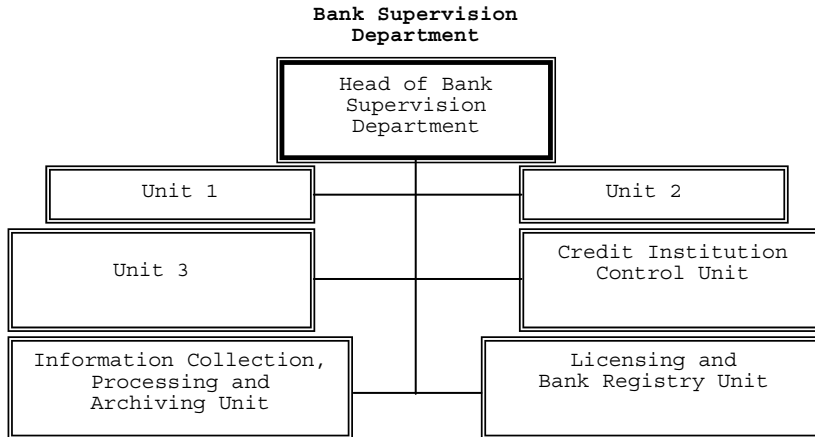 Bank Supervision
Department
Head of Bank
Supervision
Department
Unit 1
Unit 2
Unit 3
Credit Institution
Control Unit
Information Collection,
Processing and
Archiving Unit
Licensing and
Bank Registry Unit